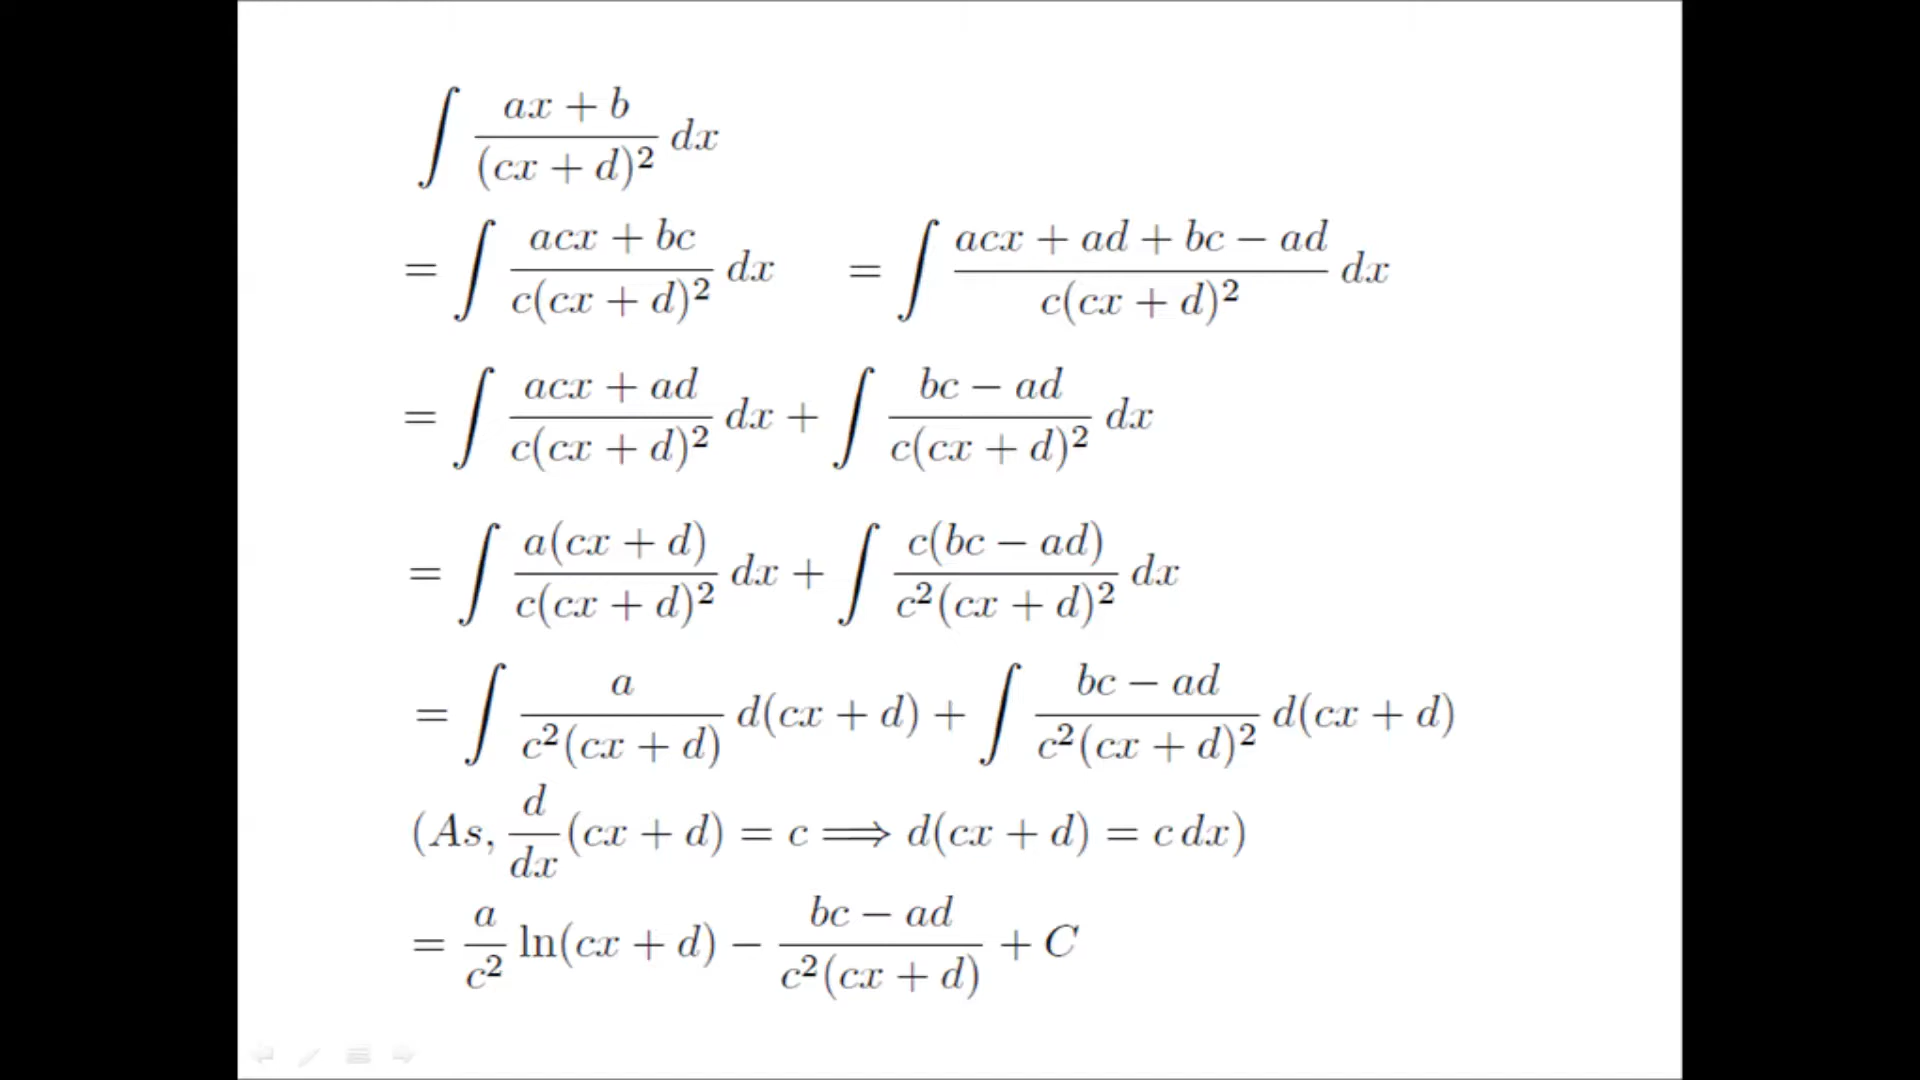 ∫ (ax + b)/((cx + d)²) dx
= ∫ (acx + bc)/(c(cx + d)²) dx = ∫ (acx + ad + bc − ad)/(c(cx + d)²) dx
= ∫ (acx + ad)/(c(cx + d)²) dx + ∫ (bc − ad)/(c(cx + d)²) dx
= ∫ (a(cx + d))/(c(cx + d)²) dx + ∫ (c(bc − ad))/(c²(cx + d)²) dx
= ∫ a/(c²(cx + d)) d(cx + d) + ∫ (bc − ad)/(c²(cx + d)²) d(cx + d)
(As, d/dx (cx + d) = c ⟹ d(cx + d) = c dx)
= a/c² ln(cx + d) − (bc − ad)/(c²(cx + d)) + C